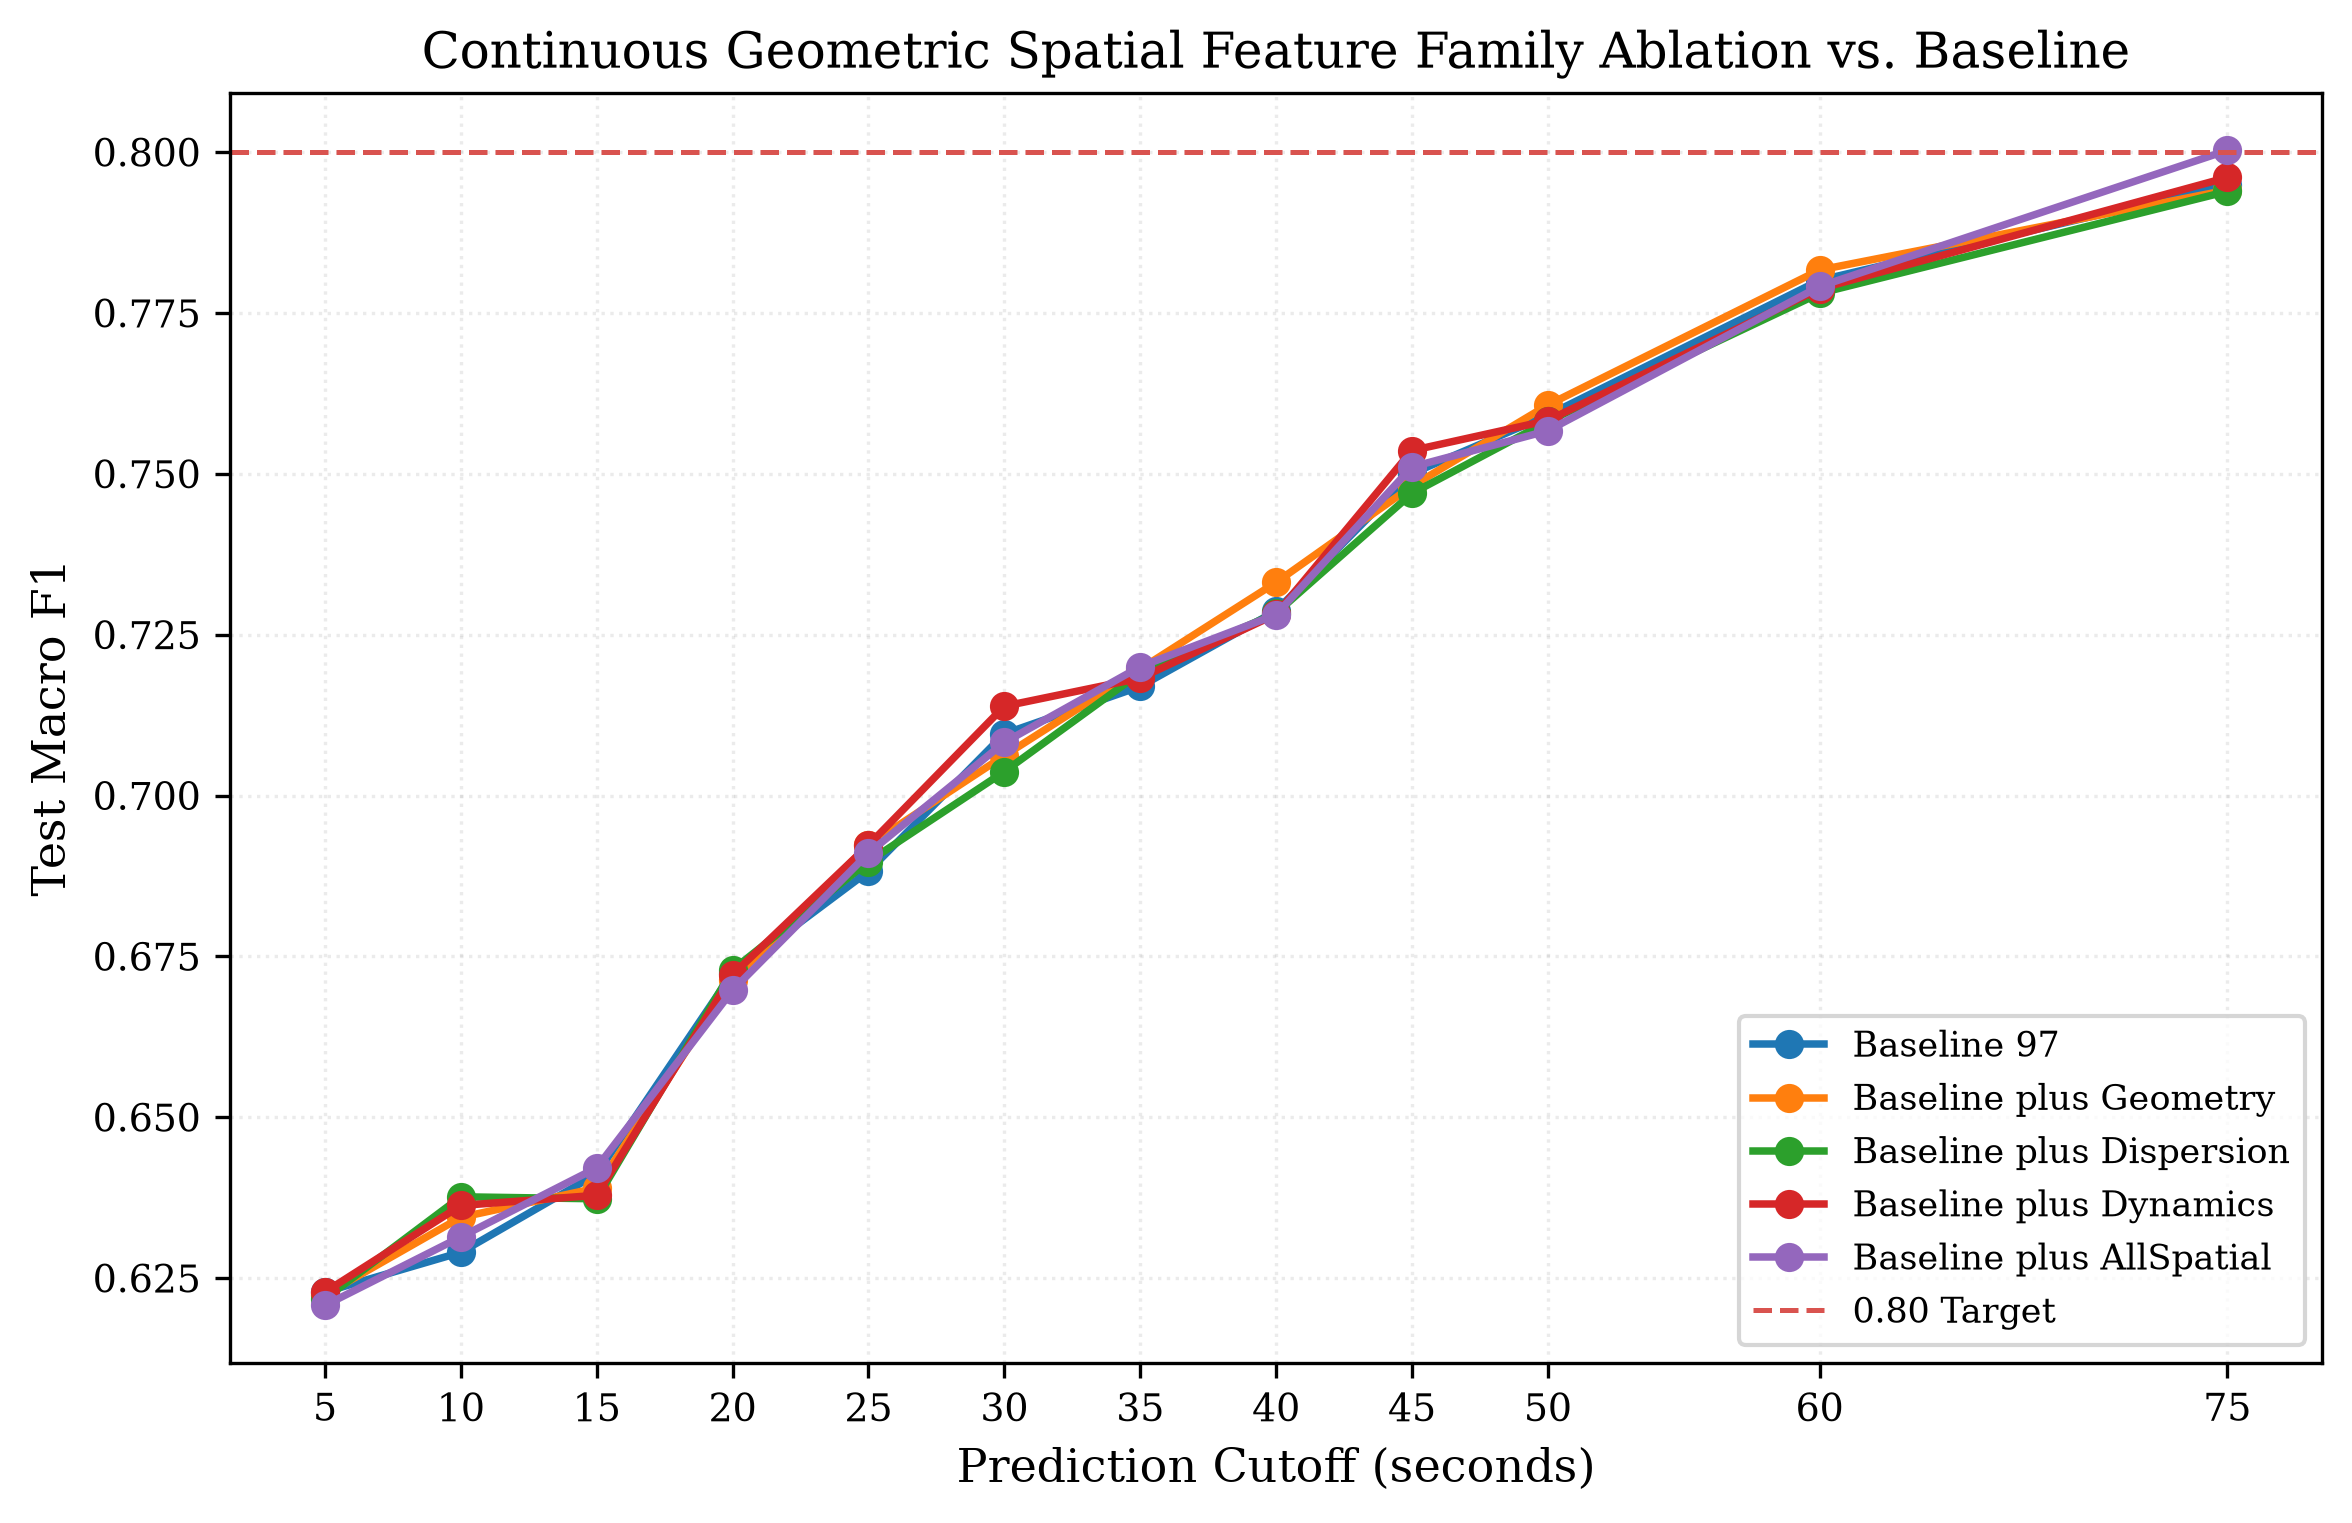 Continuous Geometric Spatial Feature Family Ablation vs. Baseline
Test Macro F1
0.800
0.775
0.750
0.725
0.700
0.675
0.650
0.625
Baseline 97
Baseline plus Geometry
Baseline plus Dispersion
Baseline plus Dynamics
Baseline plus AllSpatial
0.80 Target
5 10 15 20 25 30 35 40 45 50 60 75
Prediction Cutoff (seconds)